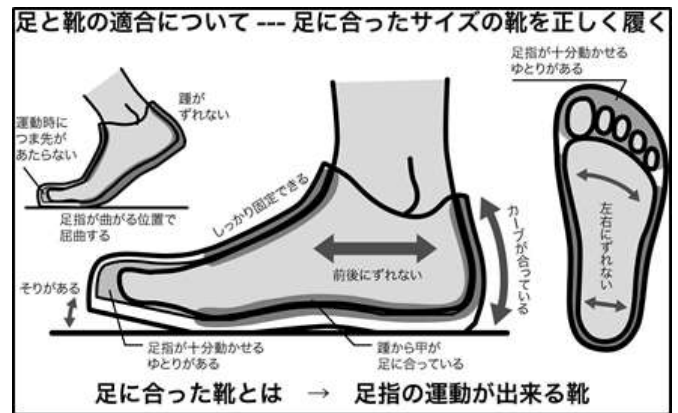 足と靴の適合について --- 足に合ったサイズの靴を正しく履く
足指が十分動かせる
ゆとりがある
踵が
ずれない
運動時に
つま先が
あたらない
足指が曲がる位置で
屈曲する
しっかり固定できる
カーブが合っている
左右にずれない
前後にずれない
そりがある
足指が十分動かせる
ゆとりがある
踵から甲が
足に合っている
足に合った靴とは → 足指の運動が出来る靴